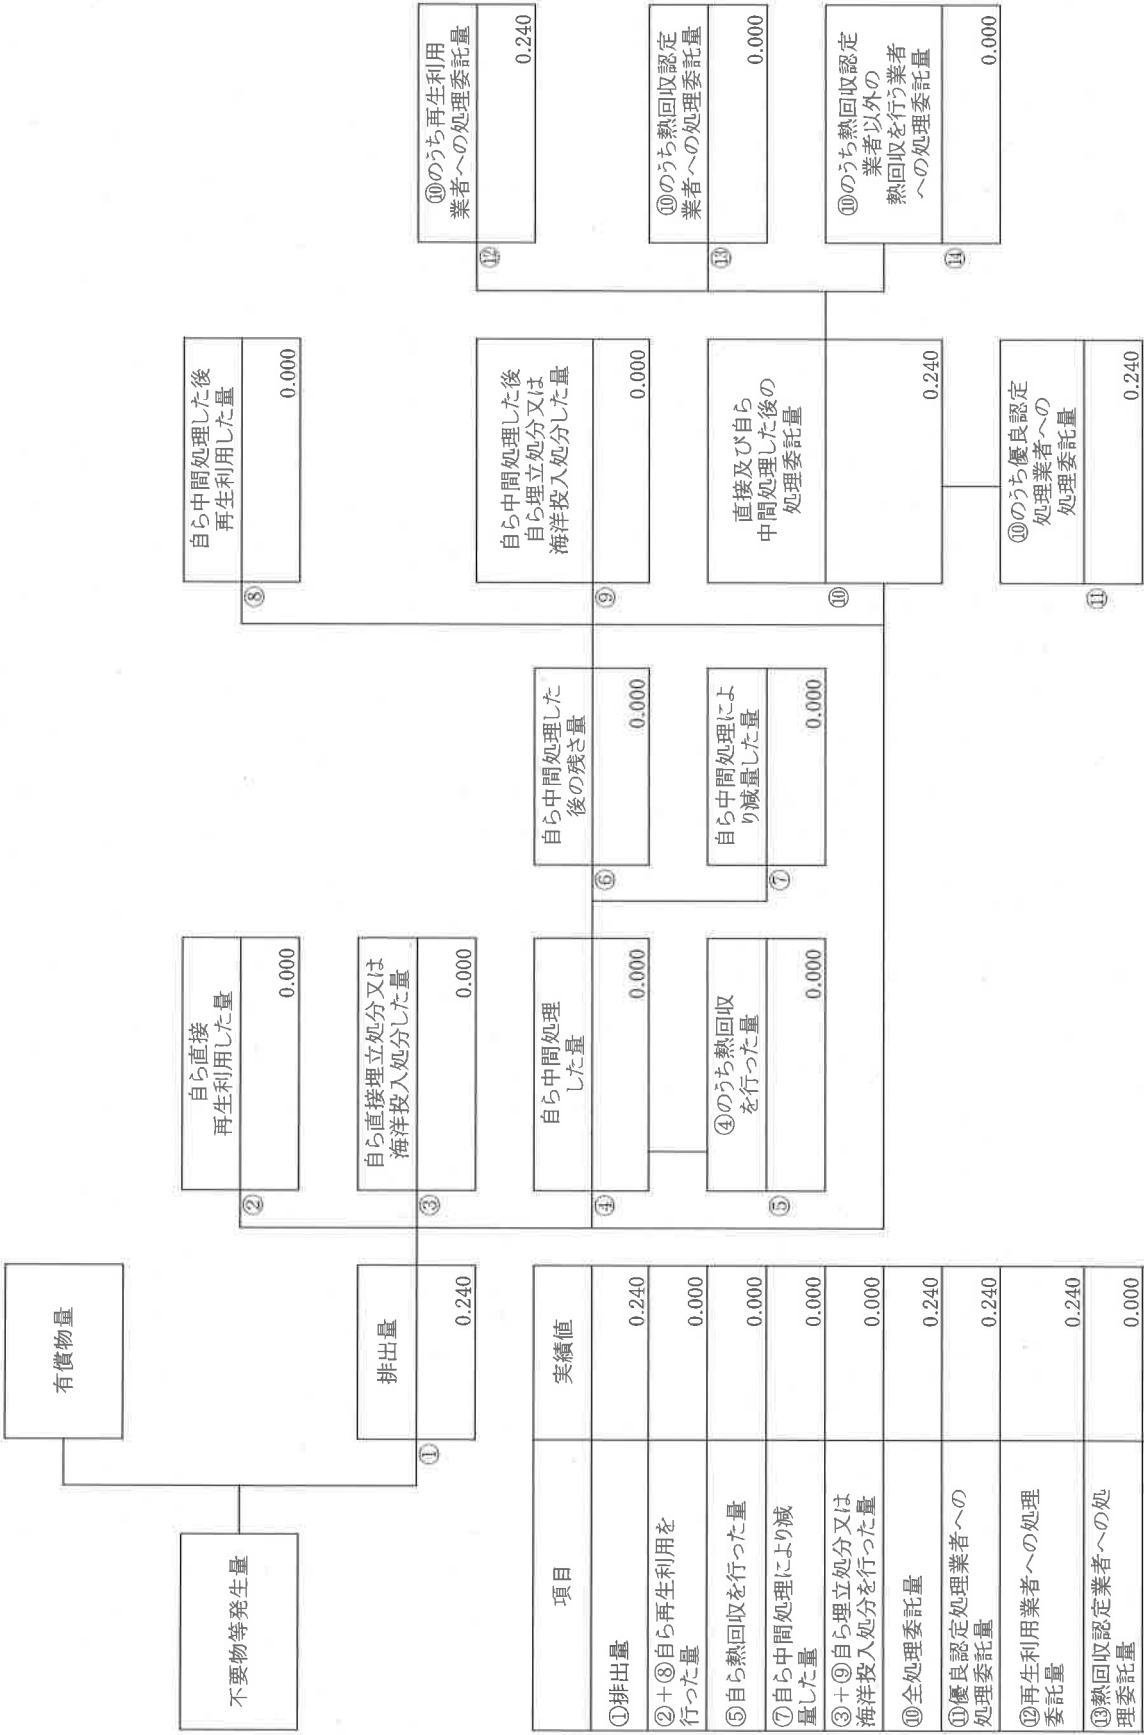 不要物等発生量
有償物量
①
排出量
0.240
②
自ら直接
再生利用した量
0.000
③
自ら直接埋立処分又は
海洋投入処分した量
0.000
④
自ら中間処理
した量
0.000
⑤
④のうち熱回収
を行った量
0.000
⑥
自ら中間処理した
後の残さ量
0.000
⑦
自ら中間処理によ
り減量した量
0.000
⑧
自ら中間処理した後
再生利用した量
0.000
⑨
自ら中間処理した後
自ら埋立処分又は
海洋投入処分した量
0.000
⑩
直接及び自ら
中間処理した後の
処理委託量
0.240
⑪
⑩のうち優良認定
処理業者への
処理委託量
0.240
⑫
⑩のうち再生利用
業者への処理委託量
0.240
⑬
⑩のうち熱回収認定
業者への処理委託量
0.000
⑭
⑩のうち熱回収認定
業者以外の
熱回収を行う業者
への処理委託量
0.000
項目 実績値
①排出量 0.240
②+⑧自ら再生利用を
行った量 0.000
⑤自ら熱回収を行った量 0.000
⑦自ら中間処理により減
量した量 0.000
③+⑨自ら埋立処分又は
海洋投入処分を行った量 0.000
⑩全処理委託量 0.240
⑪優良認定処理業者への
処理委託量 0.240
⑫再生利用業者への処理
委託量 0.240
⑬熱回収認定業者への処
理委託量 0.000